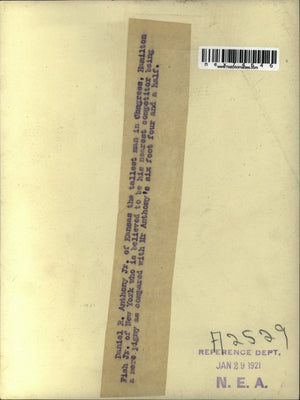 Daniel R. Anthony Jr. of Kansas the tallest man in Congress. Hamilton
Fish Jr. of New York who is believed to be his nearest competitor being
a mere pigmy as compared with Mr Anthony's six foot four and a half.
A2529
REFERENCE DEPT.
JAN 29 1921
N. E. A.